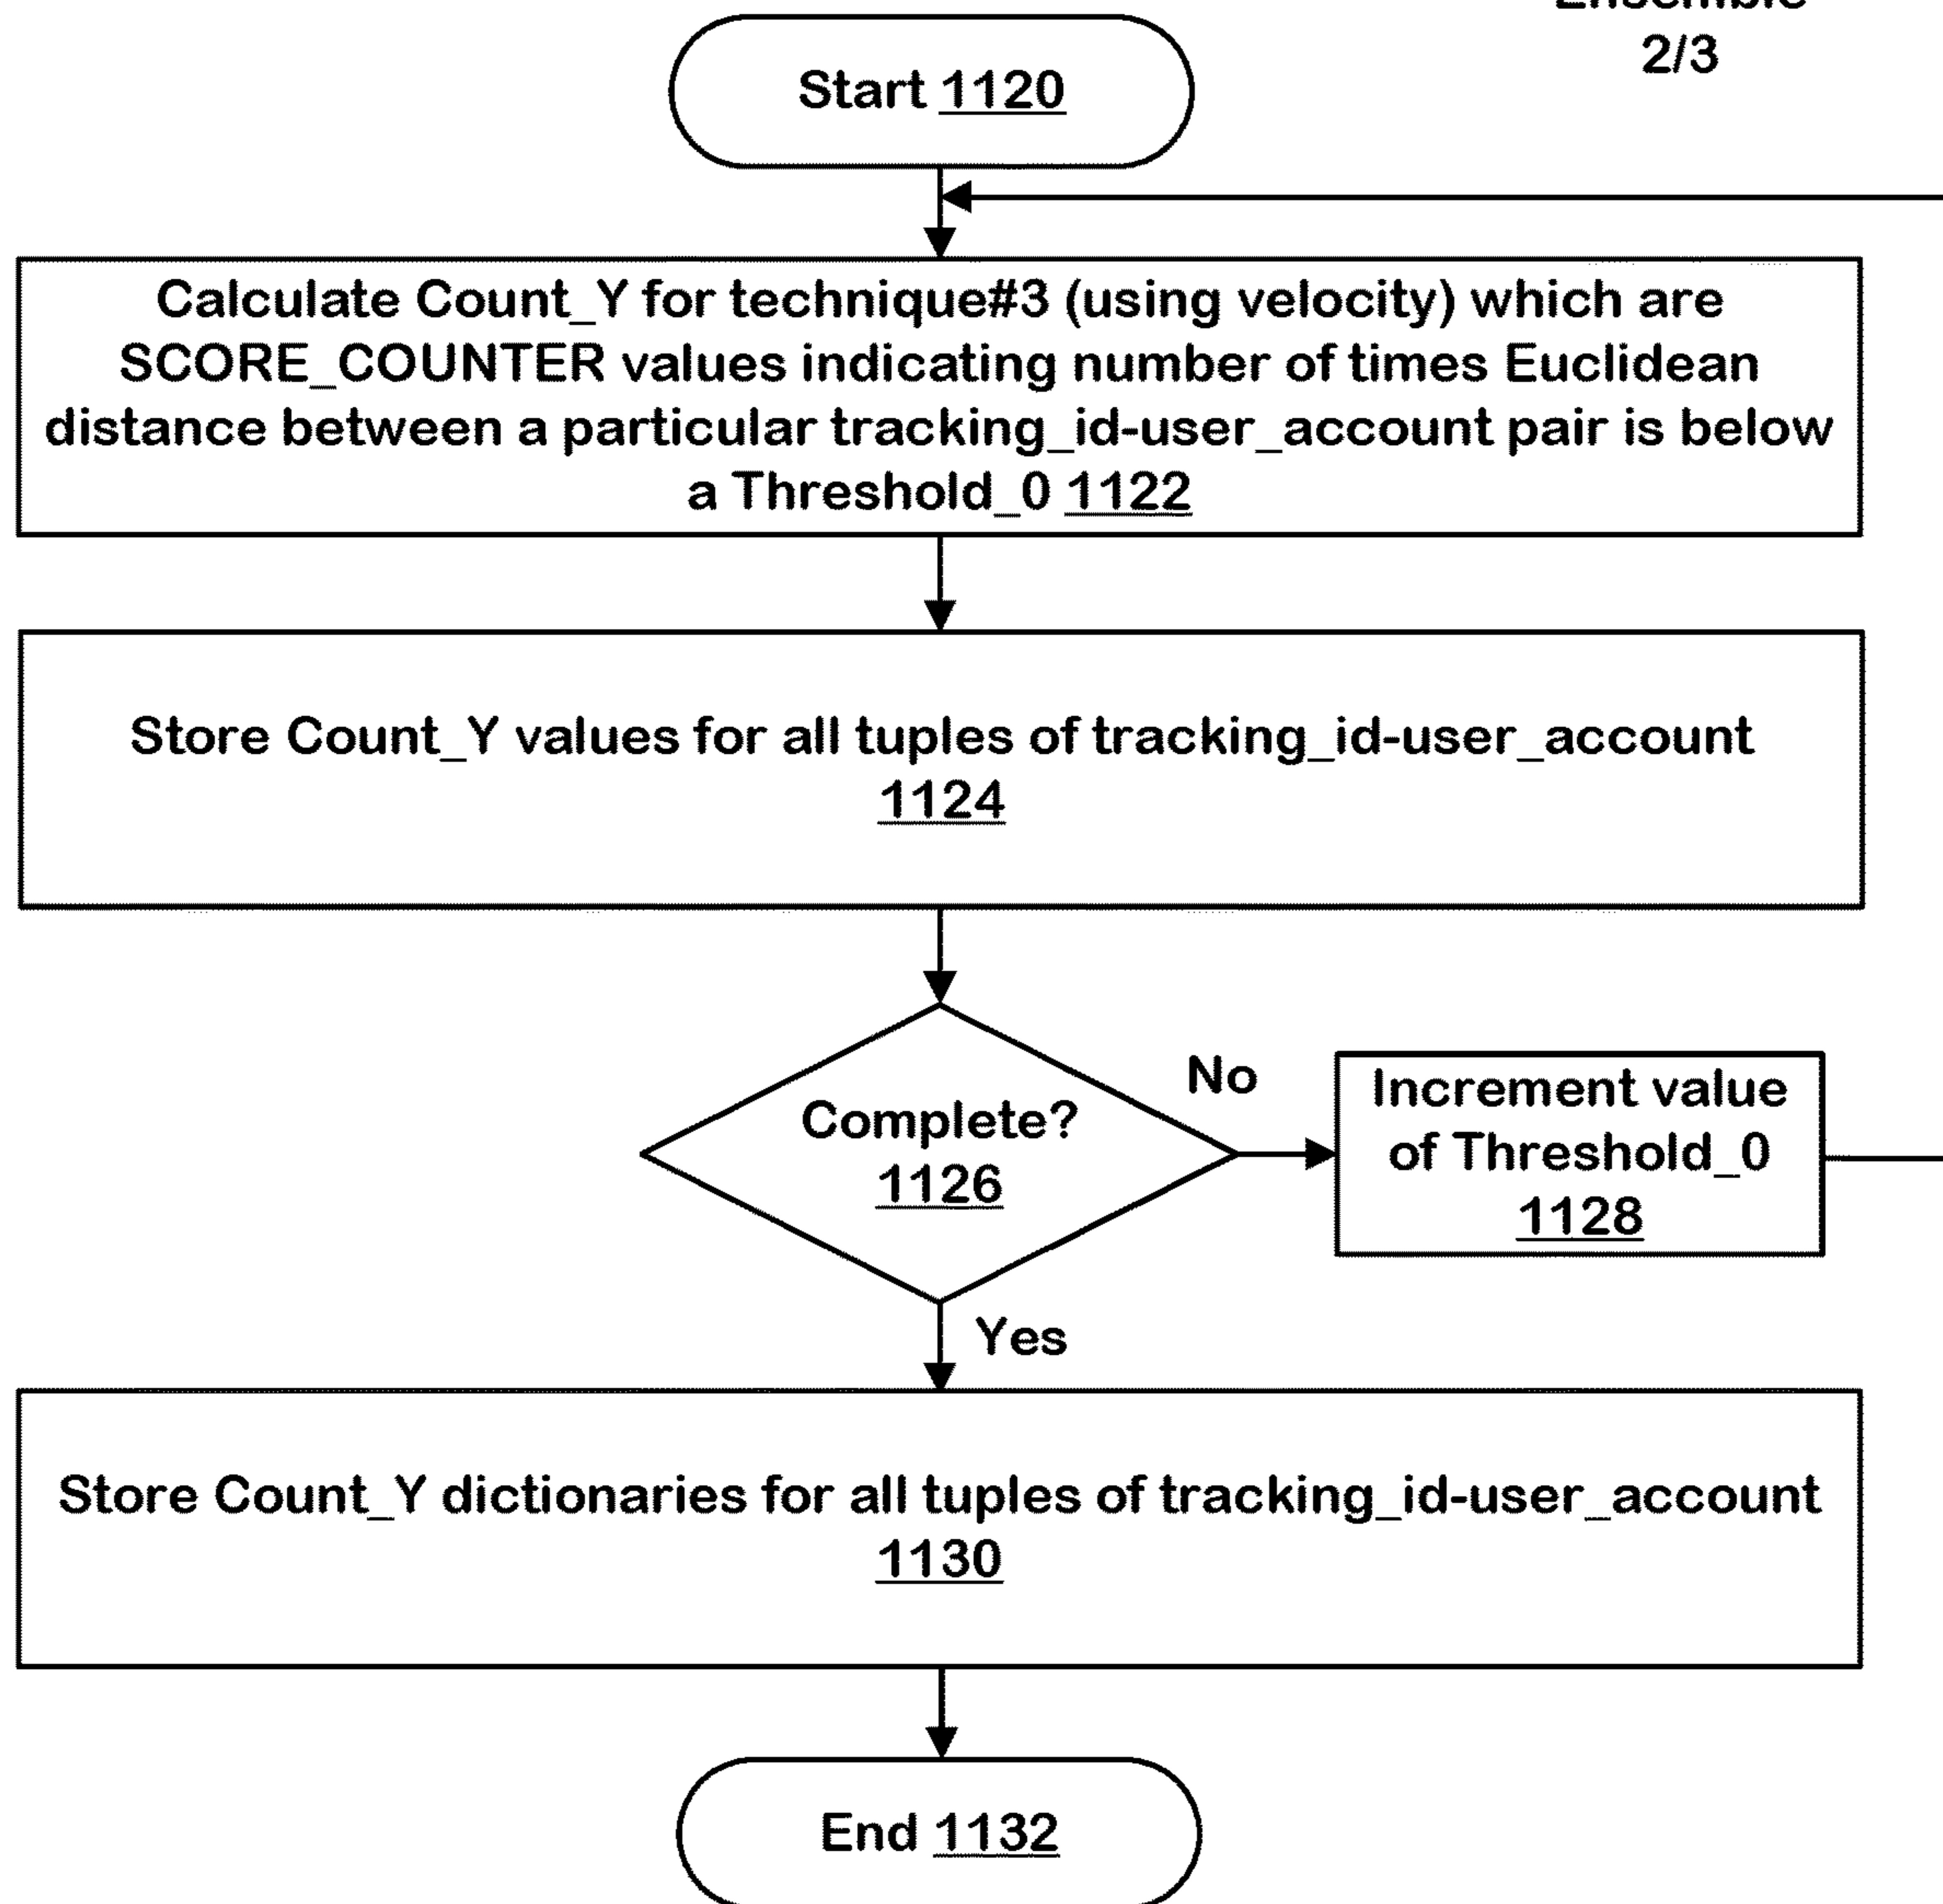 Ensemble
2/3
Start 1120
Calculate Count_Y for technique#3 (using velocity) which are
SCORE_COUNTER values indicating number of times Euclidean
distance between a particular tracking_id-user_account pair is below
a Threshold_0 1122
Store Count_Y values for all tuples of tracking_id-user_account
1124
No
Complete?
1126
Increment value
of Threshold_0
1128
Yes
Store Count_Y dictionaries for all tuples of tracking_id-user_account
1130
End 1132